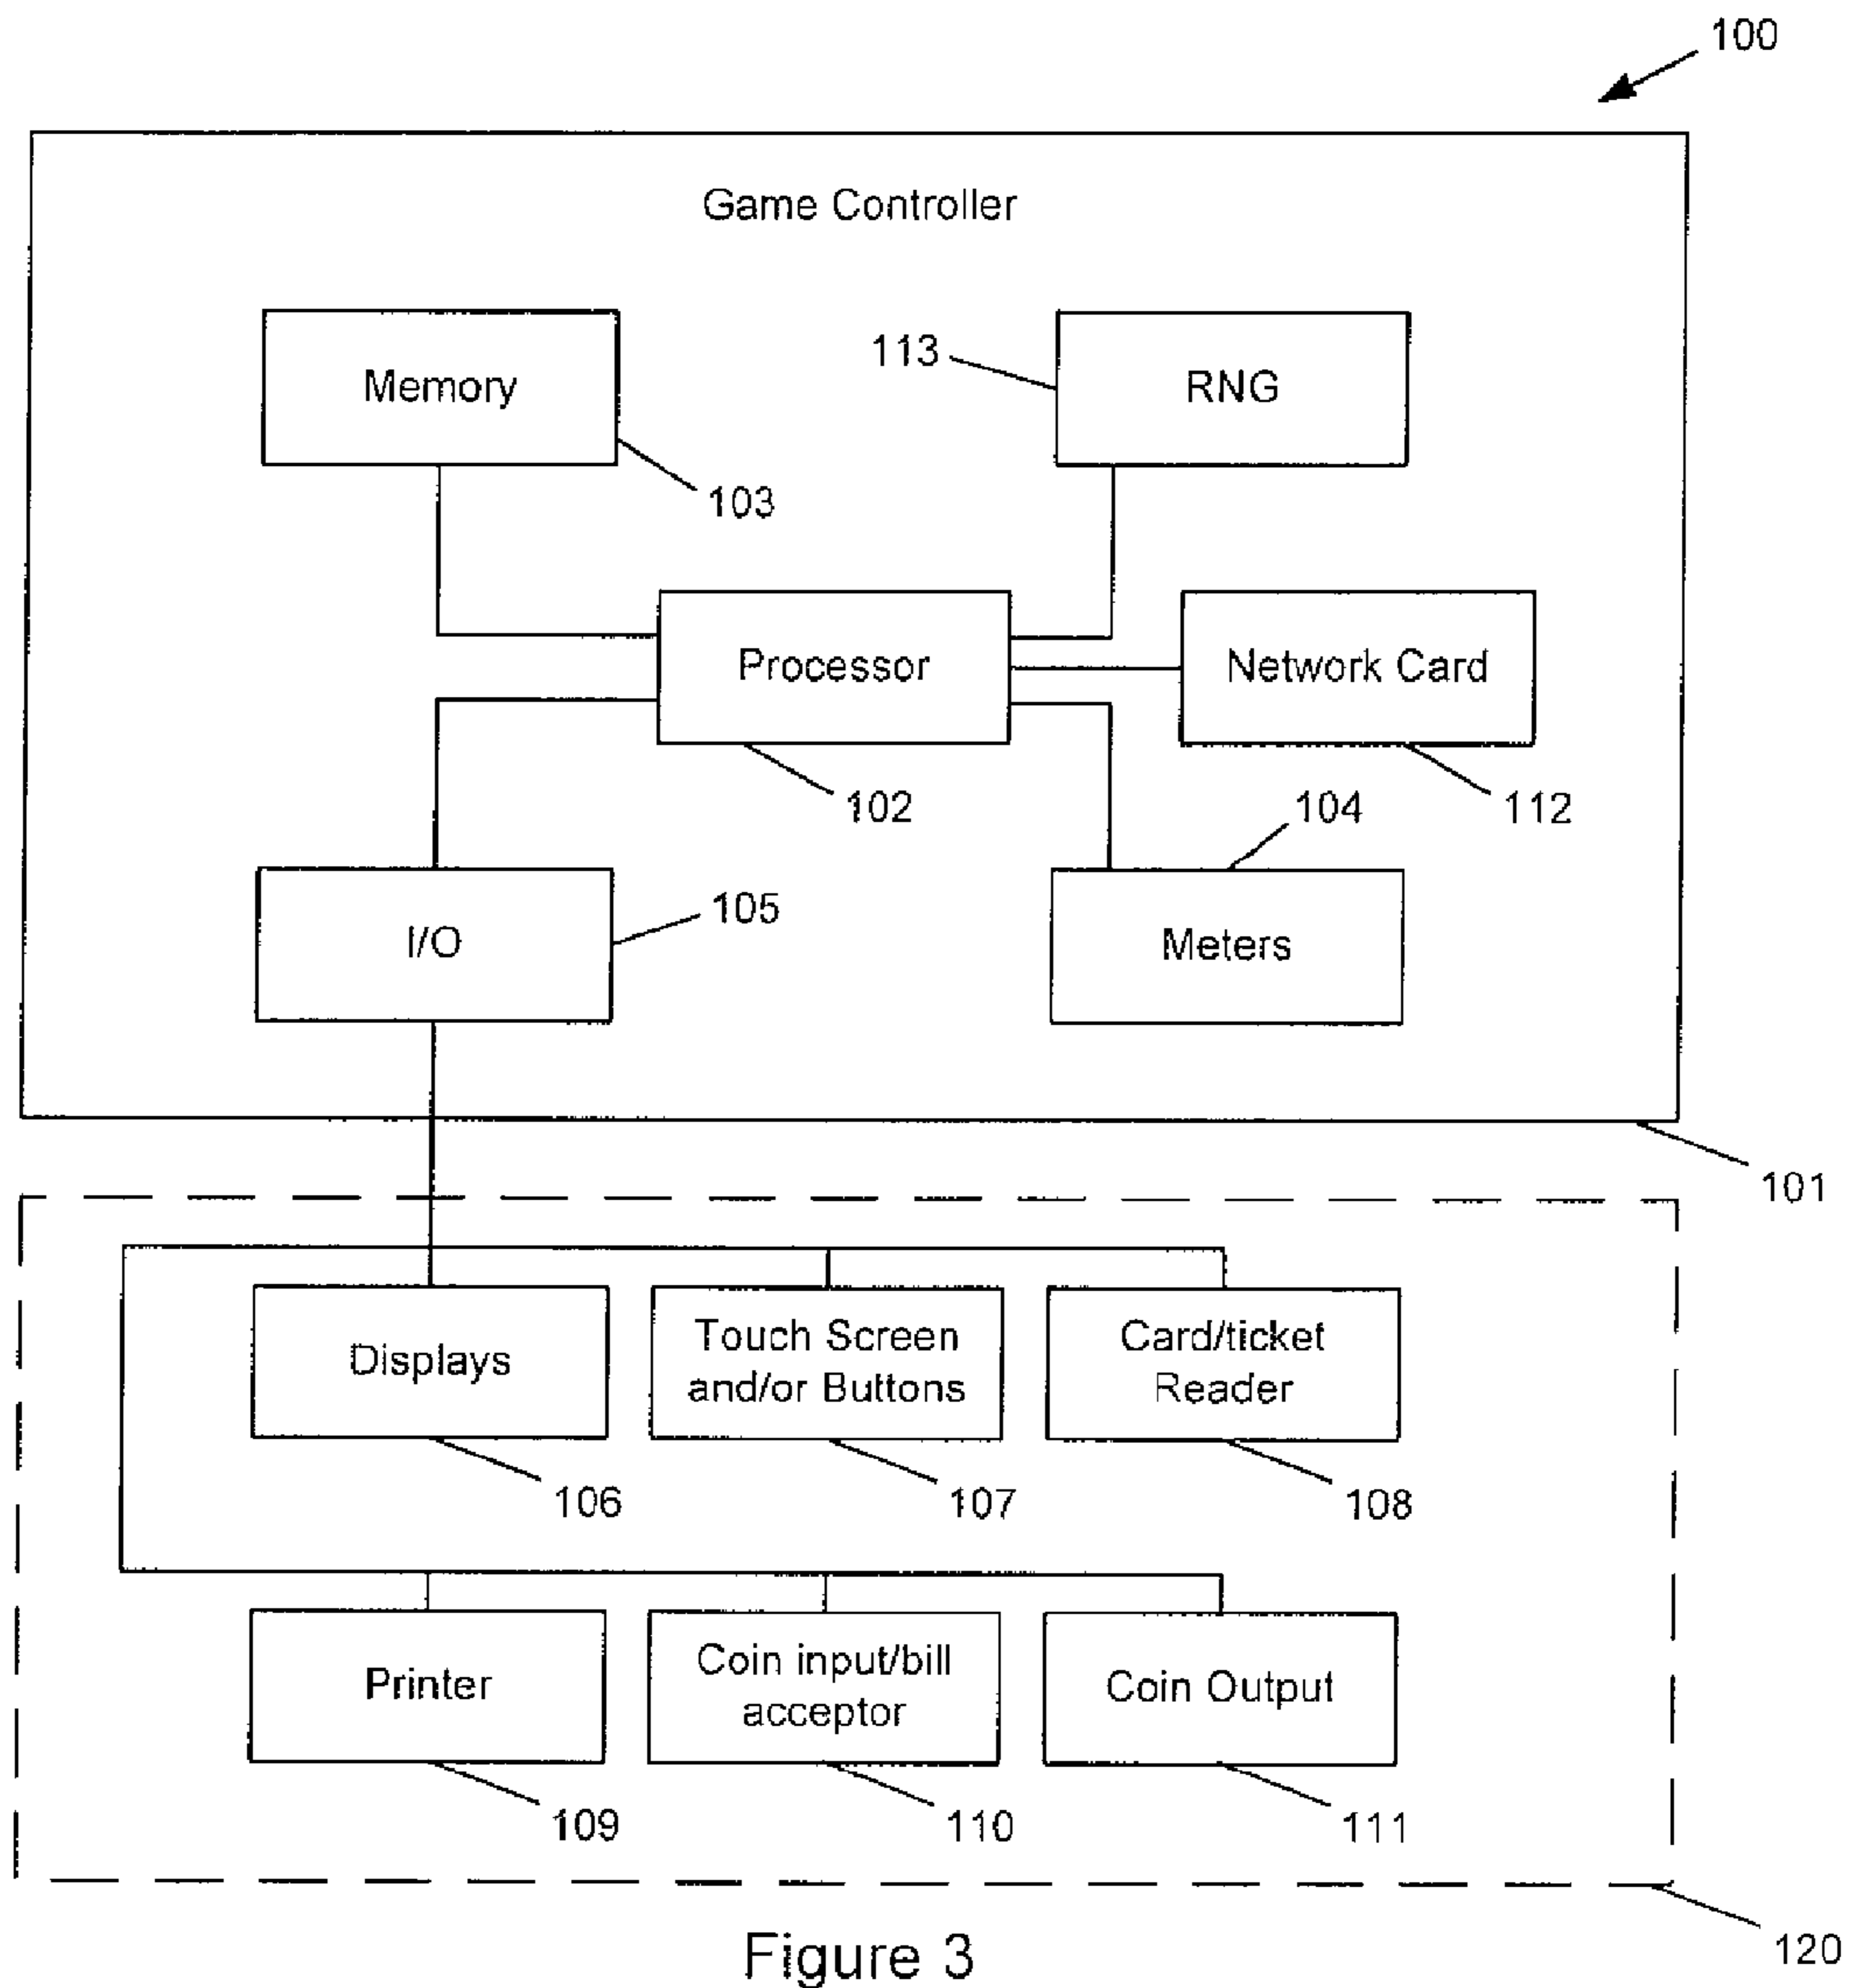 100
Game Controller
Memory
113
RNG
103
Processor
Network Card
102
104
112
I/O
105
Meters
101
Displays
Touch Screen
and/or Buttons
Card/ticket
Reader
106
107
108
Printer
Coin input/bill
acceptor
Coin Output
109
110
111
120
Figure 3